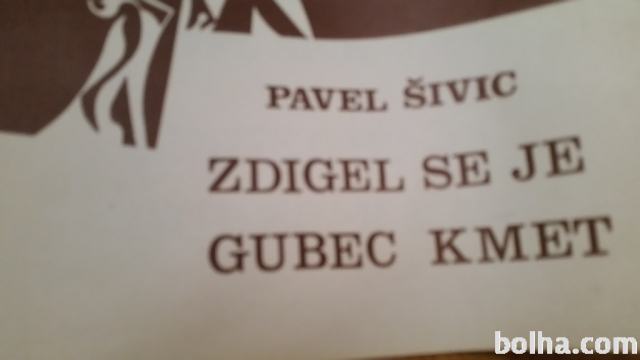 PAVEL ŠIVIC
ZDIGEL SE JE
GUBEC KMET
bolha.com